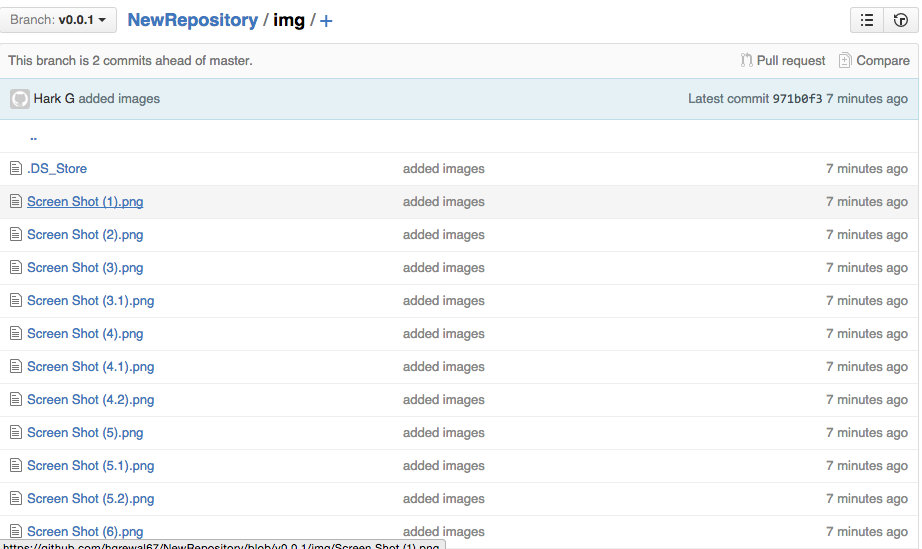 Branch: v0.0.1 NewRepository / img / +
This branch is 2 commits ahead of master. Pull request Compare
Hark G added images Latest commit 971b0f3 7 minutes ago
..
.DS_Store added images 7 minutes ago
Screen Shot (1).png added images 7 minutes ago
Screen Shot (2).png added images 7 minutes ago
Screen Shot (3).png added images 7 minutes ago
Screen Shot (3.1).png added images 7 minutes ago
Screen Shot (4).png added images 7 minutes ago
Screen Shot (4.1).png added images 7 minutes ago
Screen Shot (4.2).png added images 7 minutes ago
Screen Shot (5).png added images 7 minutes ago
Screen Shot (5.1).png added images 7 minutes ago
Screen Shot (5.2).png added images 7 minutes ago
Screen Shot (6).png added images 7 minutes ago
https://github.com/hgrewal67/NewRepository/blob/v0.0.1/img/Screen Shot (1).png